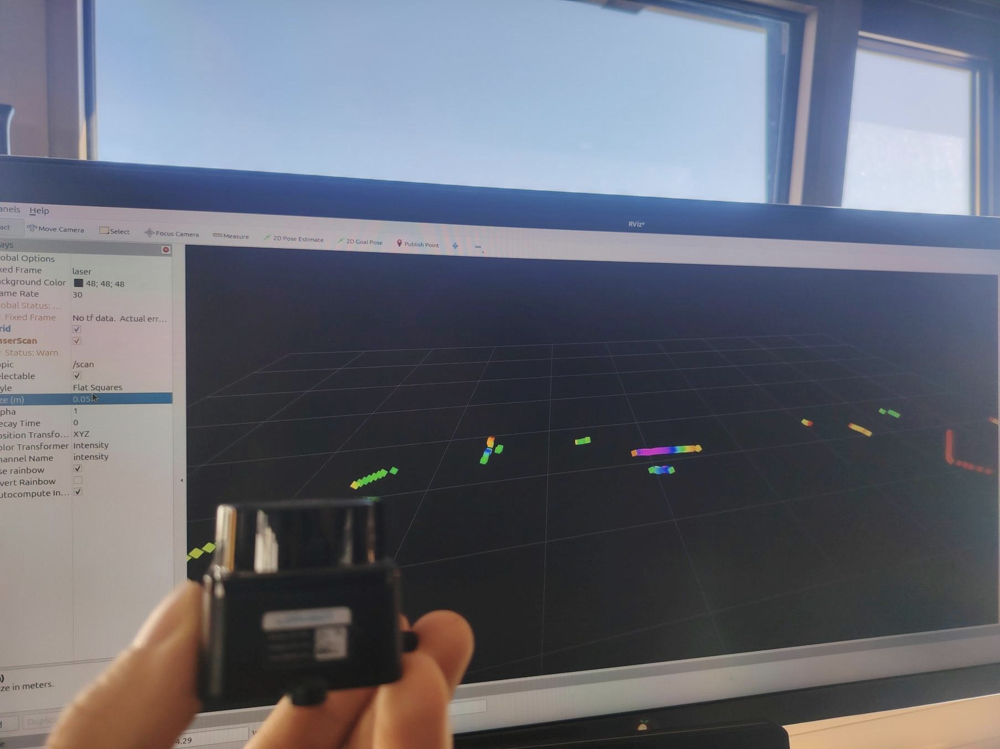 anels Help
RViz*
act Move Camera Select Focus Camera Measure 2D Pose Estimate 2D Goal Pose Publish Point
ays
obal Options
xed Frame laser
ackground Color 48; 48; 48
ame Rate 30
obal Status: ...
Fixed Frame No tf data. Actual err...
rid
aserScan
Status: Warn
opic /scan
electable
yle Flat Squares
ze (m) 0.05
pha 1
ecay Time 0
osition Transfo... XYZ
olor Transformer Intensity
hannel Name intensity
se rainbow
vert Rainbow
utocompute In...
)
ze in meters.
d Duplica
4.29 W
e